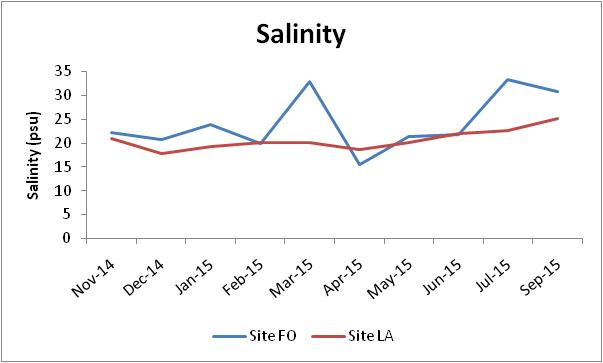 Salinity
Salinity (psu)
35
30
25
20
15
10
5
0
Nov-14 Dec-14 Jan-15 Feb-15 Mar-15 Apr-15 May-15 Jun-15 Jul-15 Sep-15
Site FO Site LA